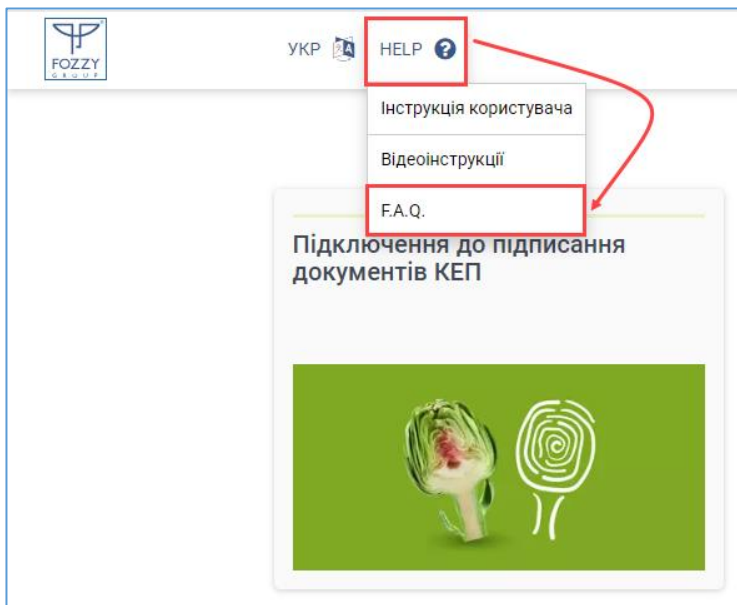 FOZZY
GROUP
УКР
HELP
Інструкція користувача
Відеоінструкції
F.A.Q.
Підключення до підписання
документів КЕП